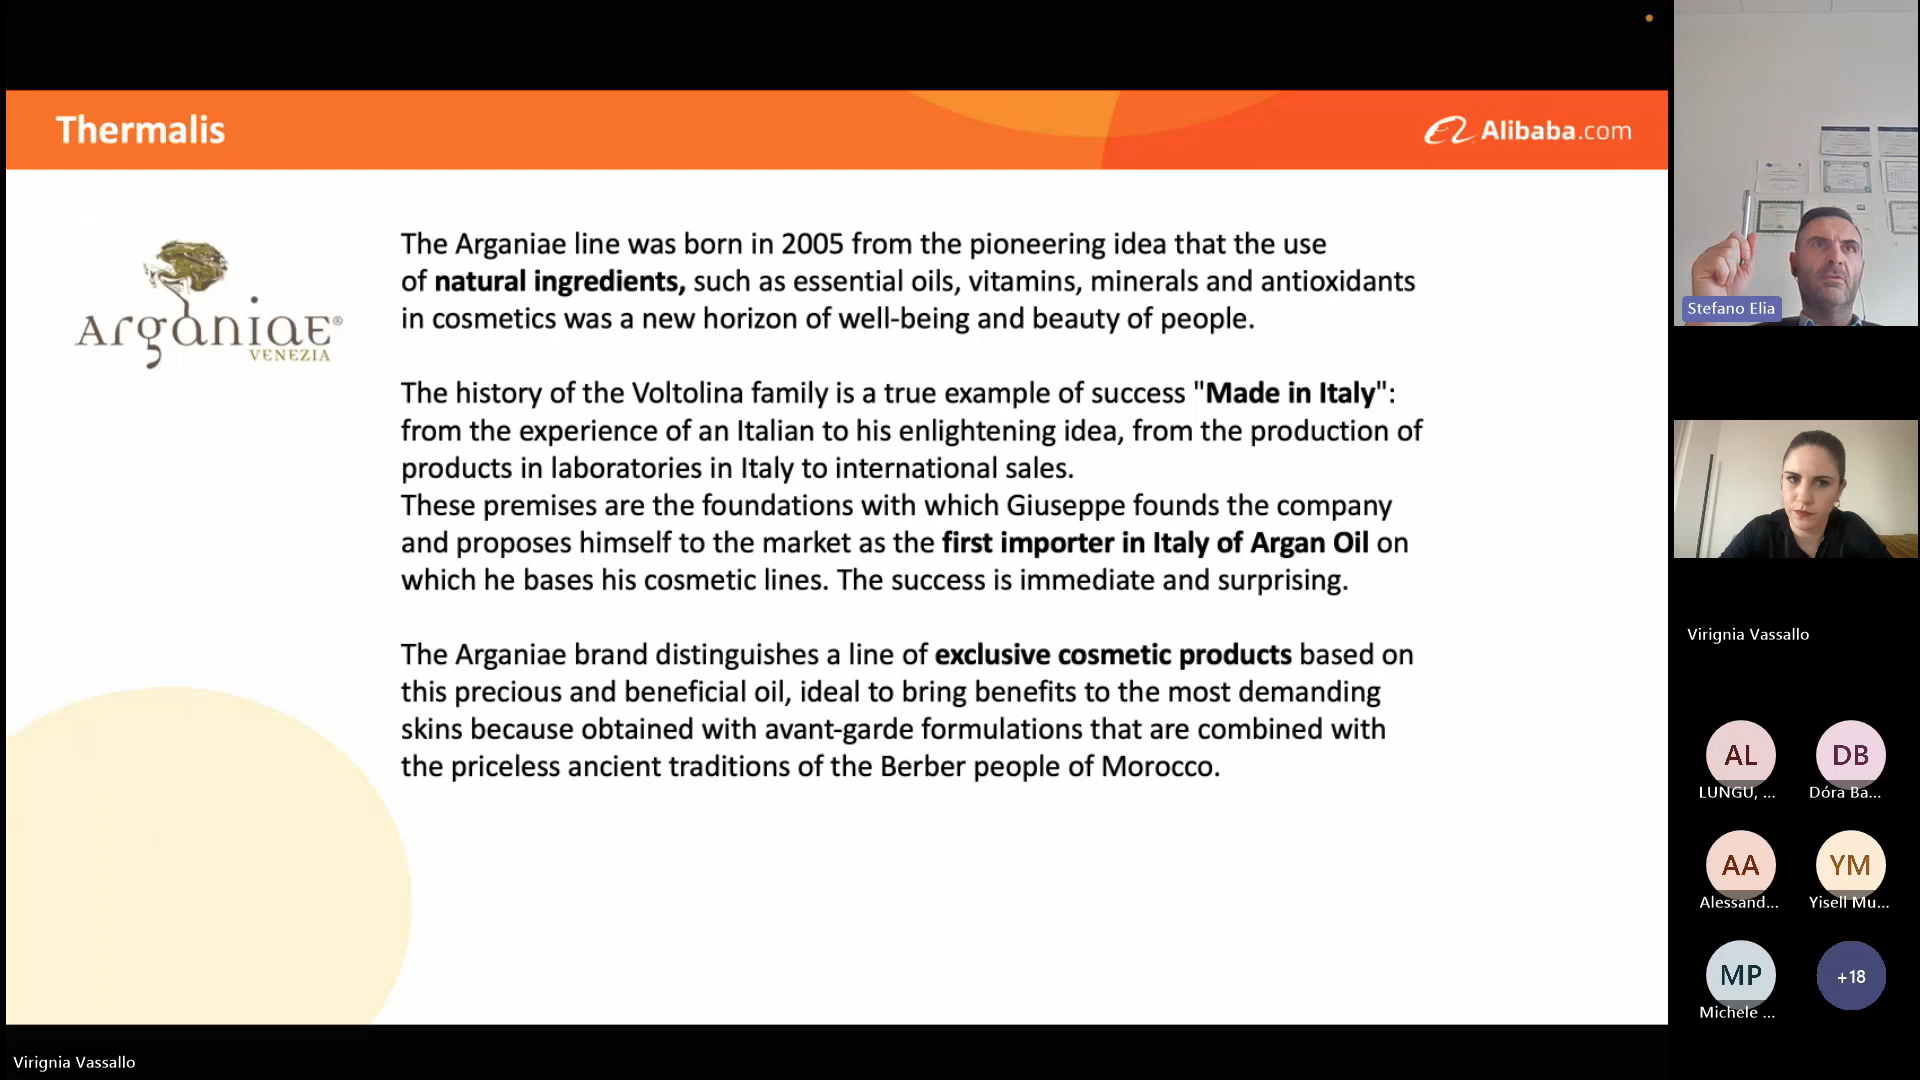 Thermalis
Alibaba.com
Arganiae®
VENEZIA
The Arganiae line was born in 2005 from the pioneering idea that the use
of natural ingredients, such as essential oils, vitamins, minerals and antioxidants
in cosmetics was a new horizon of well-being and beauty of people.
The history of the Voltolina family is a true example of success "Made in Italy":
from the experience of an Italian to his enlightening idea, from the production of
products in laboratories in Italy to international sales.
These premises are the foundations with which Giuseppe founds the company
and proposes himself to the market as the first importer in Italy of Argan Oil on
which he bases his cosmetic lines. The success is immediate and surprising.
The Arganiae brand distinguishes a line of exclusive cosmetic products based on
this precious and beneficial oil, ideal to bring benefits to the most demanding
skins because obtained with avant-garde formulations that are combined with
the priceless ancient traditions of the Berber people of Morocco.
Virignia Vassallo
Stefano Elia
Virignia Vassallo
AL
LUNGU, ...
DB
Dóra Ba...
AA
Alessand...
YM
Yisell Mu...
MP
Michele ...
+18